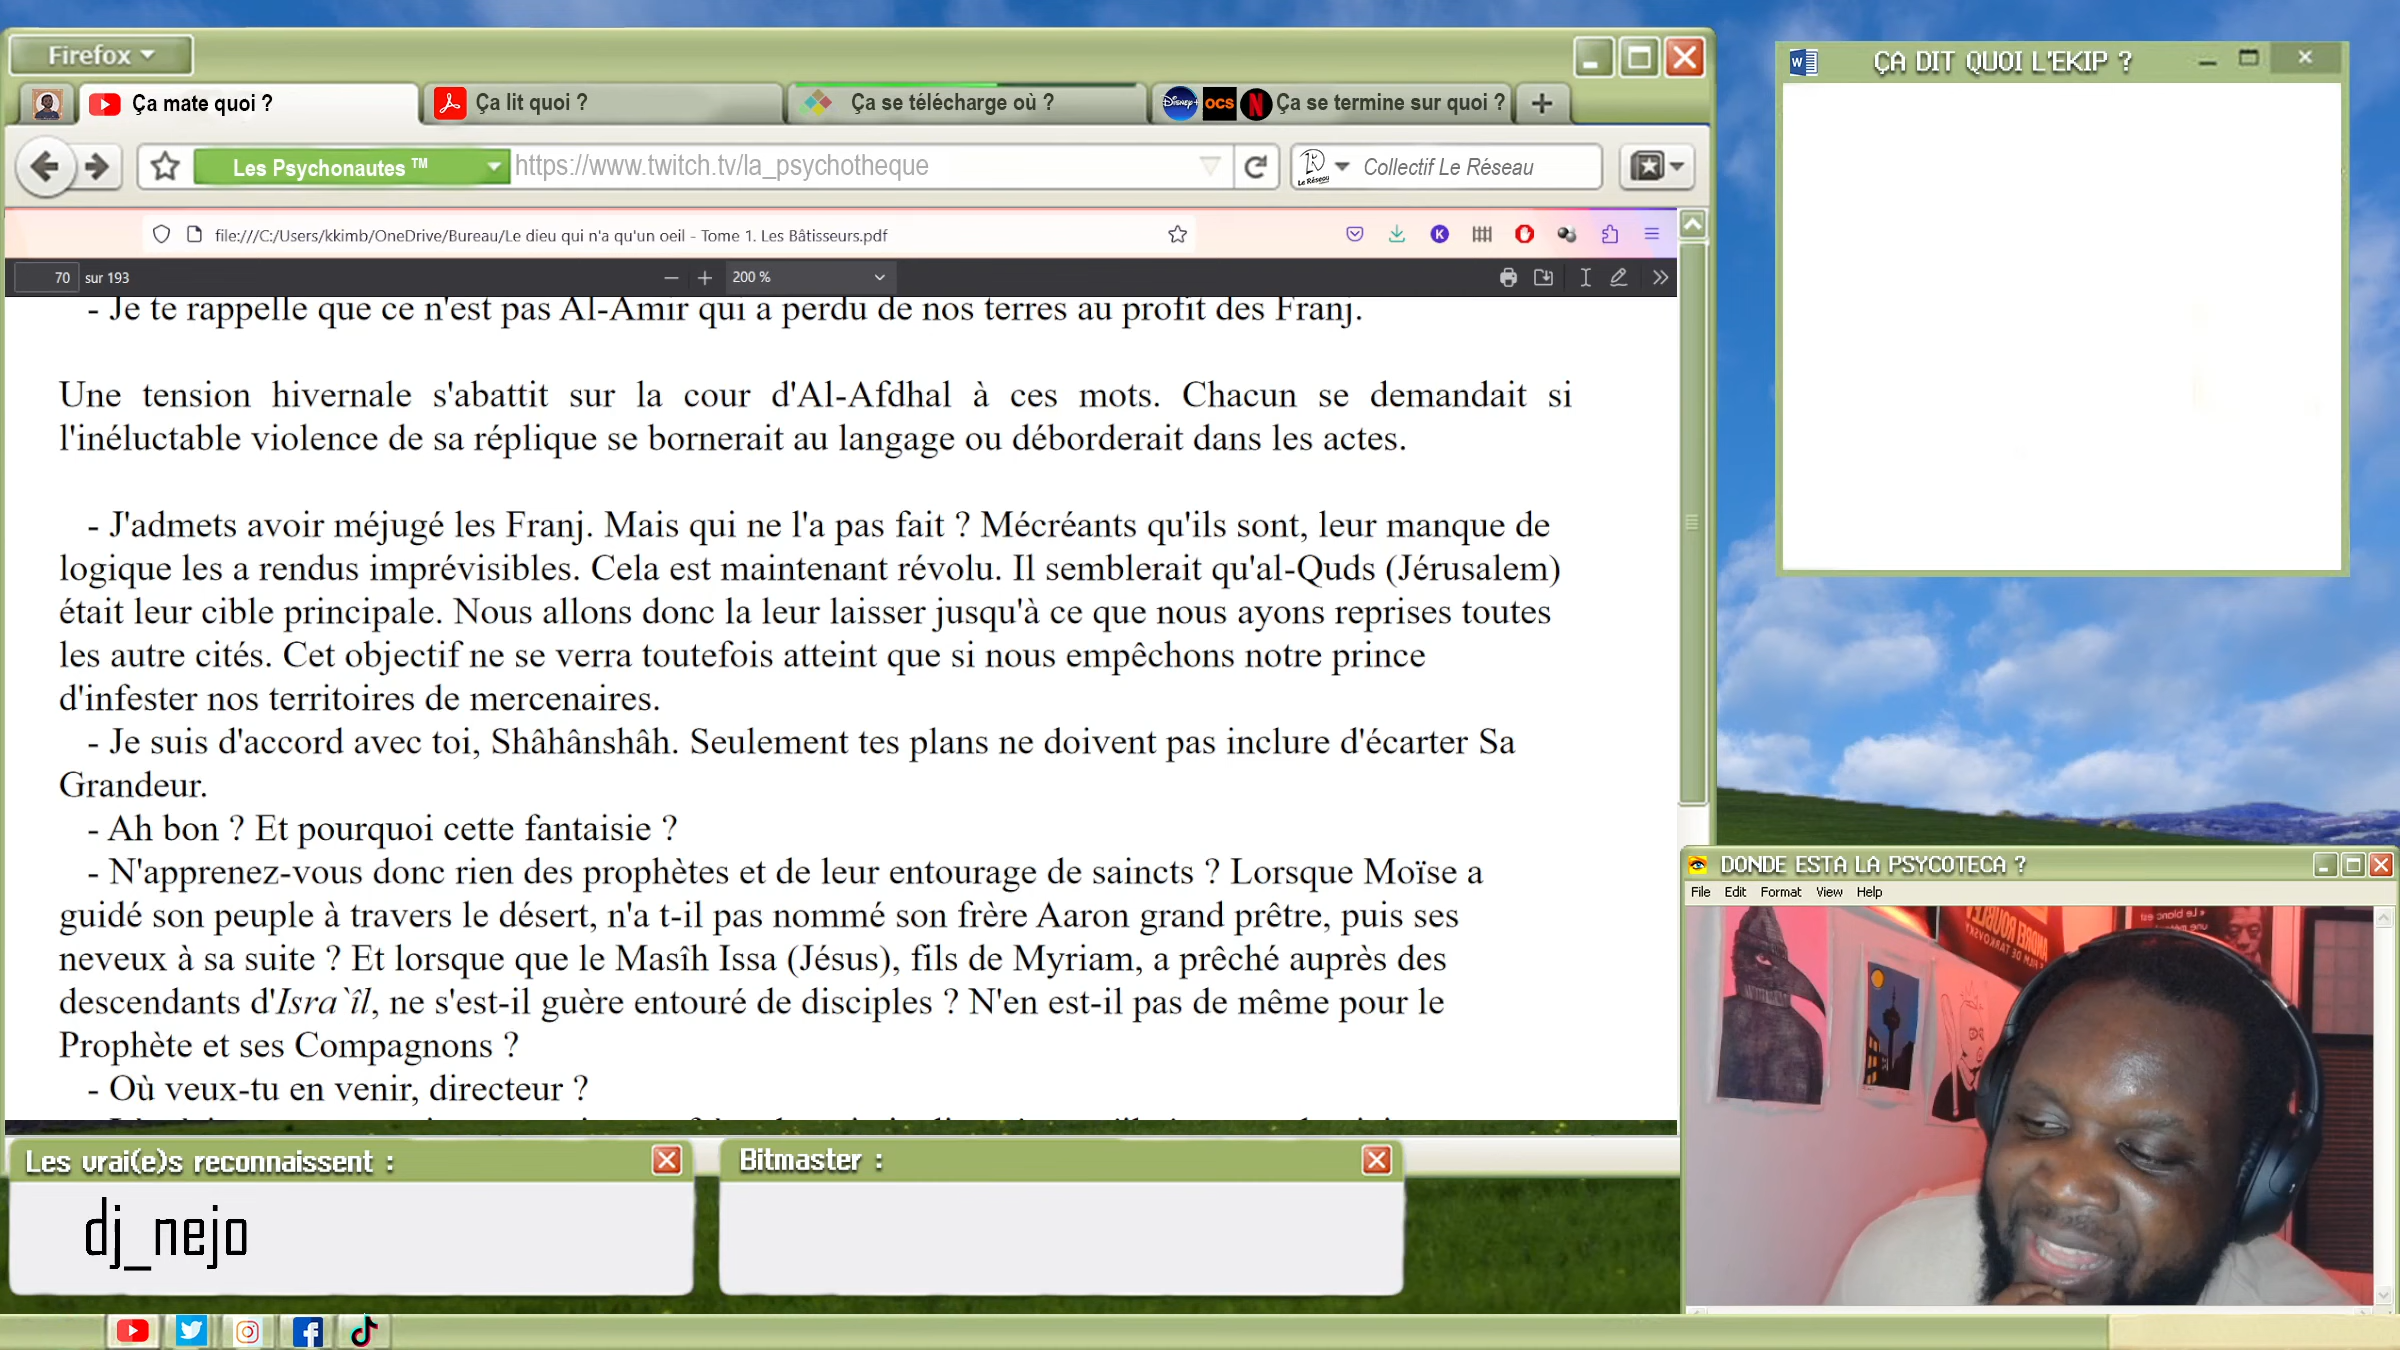 Firefox
Ça mate quoi ?
Ça lit quoi ?
Ça se télécharge où ?
Disney+ OCS N Ça se termine sur quoi ?
Les Psychonautes ™ https://www.twitch.tv/la_psychotheque
Le Réseau Collectif Le Réseau
file:///C:/Users/kkimb/OneDrive/Bureau/Le dieu qui n'a qu'un oeil - Tome 1. Les Bâtisseurs.pdf
K
70 sur 193
200 %
- Je te rappelle que ce n'est pas Al-Amir qui a perdu de nos terres au profit des Franj.
Une tension hivernale s'abattit sur la cour d'Al-Afdhal à ces mots. Chacun se demandait si
l'inéluctable violence de sa réplique se bornerait au langage ou déborderait dans les actes.
- J'admets avoir méjugé les Franj. Mais qui ne l'a pas fait ? Mécréants qu'ils sont, leur manque de
logique les a rendus imprévisibles. Cela est maintenant révolu. Il semblerait qu'al-Quds (Jérusalem)
était leur cible principale. Nous allons donc la leur laisser jusqu'à ce que nous ayons reprises toutes
les autre cités. Cet objectif ne se verra toutefois atteint que si nous empêchons notre prince
d'infester nos territoires de mercenaires.
- Je suis d'accord avec toi, Shâhânshâh. Seulement tes plans ne doivent pas inclure d'écarter Sa
Grandeur.
- Ah bon ? Et pourquoi cette fantaisie ?
- N'apprenez-vous donc rien des prophètes et de leur entourage de saincts ? Lorsque Moïse a
guidé son peuple à travers le désert, n'a t-il pas nommé son frère Aaron grand prêtre, puis ses
neveux à sa suite ? Et lorsque que le Masîh Issa (Jésus), fils de Myriam, a prêché auprès des
descendants d'Isra`îl, ne s'est-il guère entouré de disciples ? N'en est-il pas de même pour le
Prophète et ses Compagnons ?
- Où veux-tu en venir, directeur ?
Les vrai(e)s reconnaissent :
dj_nejo
Bitmaster :
ÇA DIT QUOI L'EKIP ?
DONDE ESTA LA PSYCOTECA ?
File Edit Format View Help
ANDREI ROUBLEV
FILM DE TARKOVSKY
« Le blanc est